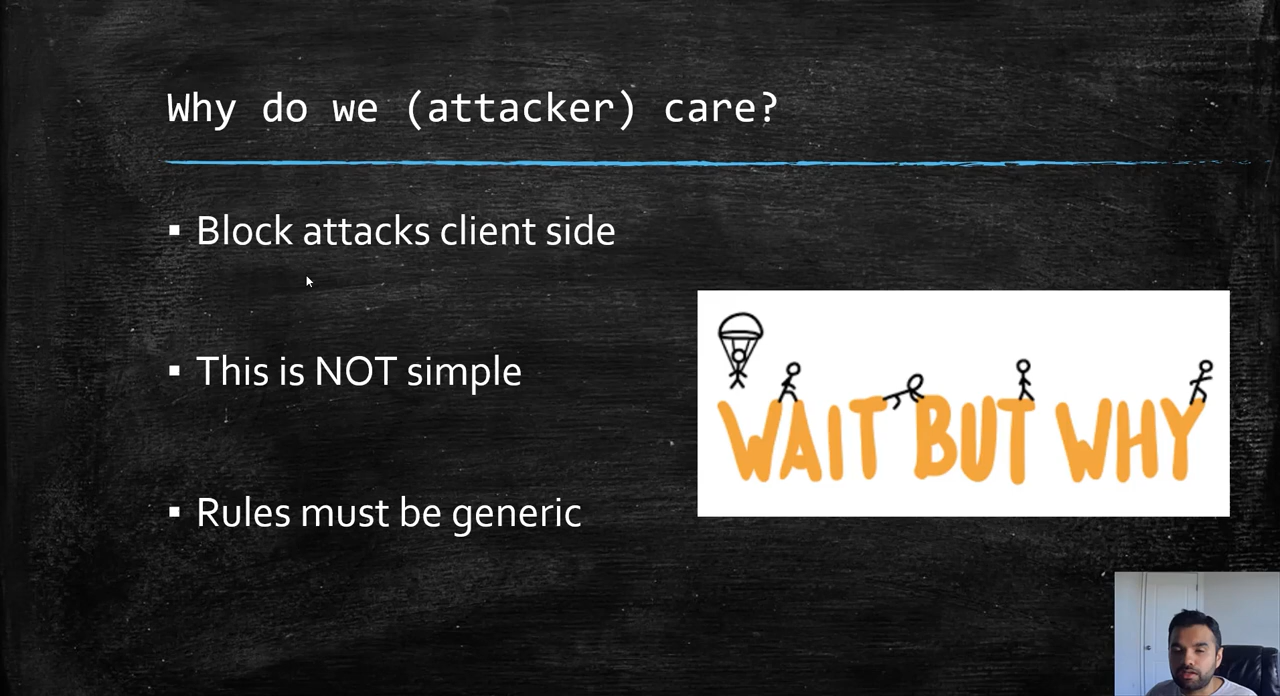 Why do we (attacker) care?
▪ Block attacks client side
▪ This is NOT simple
▪ Rules must be generic
WAIT BUT WHY